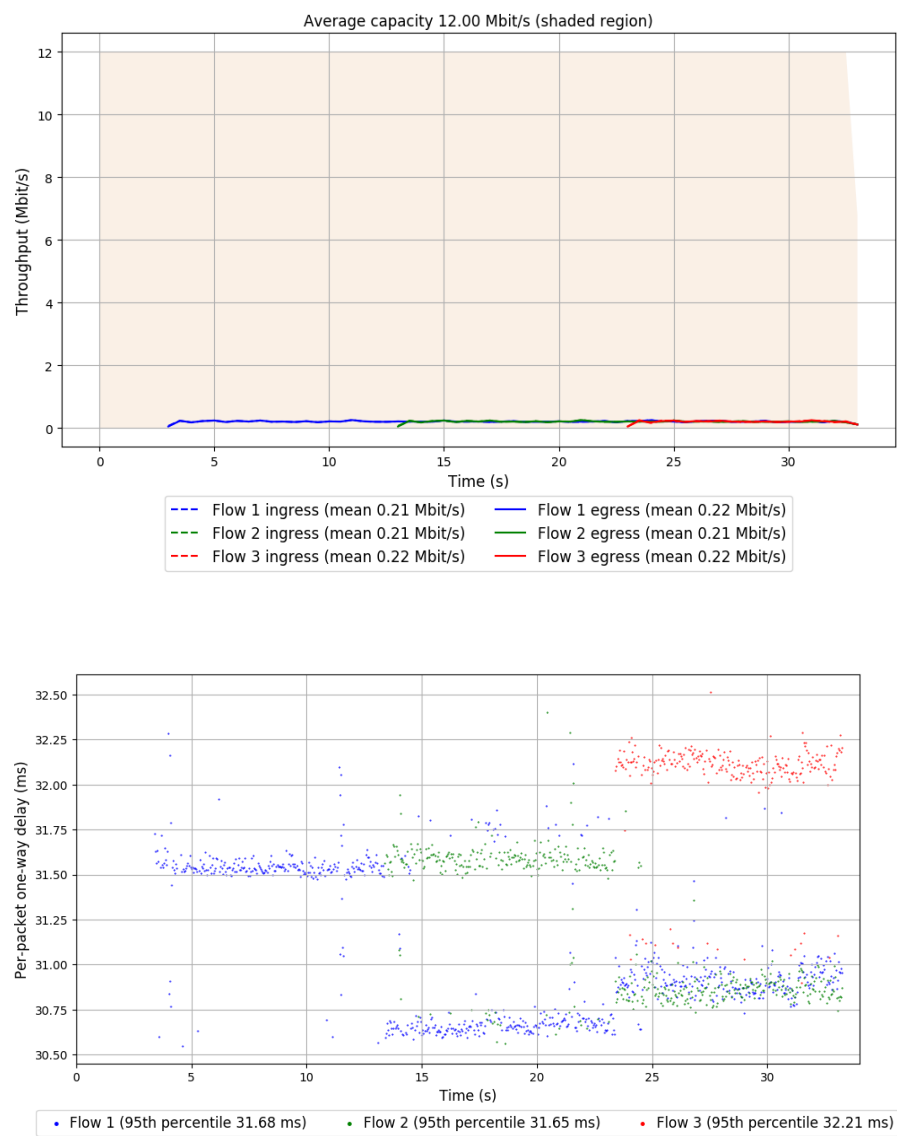 Average capacity 12.00 Mbit/s (shaded region)
12
10
8
6
4
2
0
Throughput (Mbit/s)
0 5 10 15 20 25 30
Time (s)
Flow 1 ingress (mean 0.21 Mbit/s) Flow 1 egress (mean 0.22 Mbit/s)
Flow 2 ingress (mean 0.21 Mbit/s) Flow 2 egress (mean 0.22 Mbit/s)
Flow 3 ingress (mean 0.22 Mbit/s) Flow 3 egress (mean 0.22 Mbit/s)
32.50
32.25
32.00
31.75
31.50
31.25
31.00
30.75
30.50
Per-packet one-way delay (ms)
0 5 10 15 20 25 30
Time (s)
Flow 1 (95th percentile 31.68 ms) Flow 2 (95th percentile 31.65 ms) Flow 3 (95th percentile 32.21 ms)